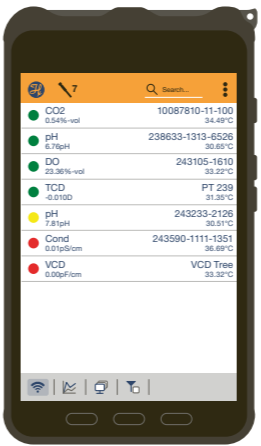 7 Search...
CO2 10087810-11-100
0.54%-vol 34.49°C
pH 238633-1313-6526
6.76pH 30.65°C
DO 243105-1610
23.36%-vol 33.22°C
TCD PT 239
-0.010D 31.35°C
pH 243233-2126
7.81pH 30.51°C
Cond 243590-1111-1351
0.01pS/cm 36.69°C
VCD VCD Tree
0.00pF/cm 33.32°C